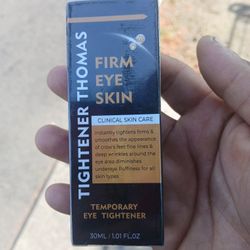 TIGHTENER THOMAS
FIRM
EYE
SKIN
CLINICAL SKIN CARE
Instantly tightens firms &
smoothes the appearance
of crow's feet fine lines &
deep wrinkles around the
eye area diminishes
undereye Puffiness for all
skin types
TEMPORARY
EYE TIGHTENER
30ML / 1.01 FL.OZ